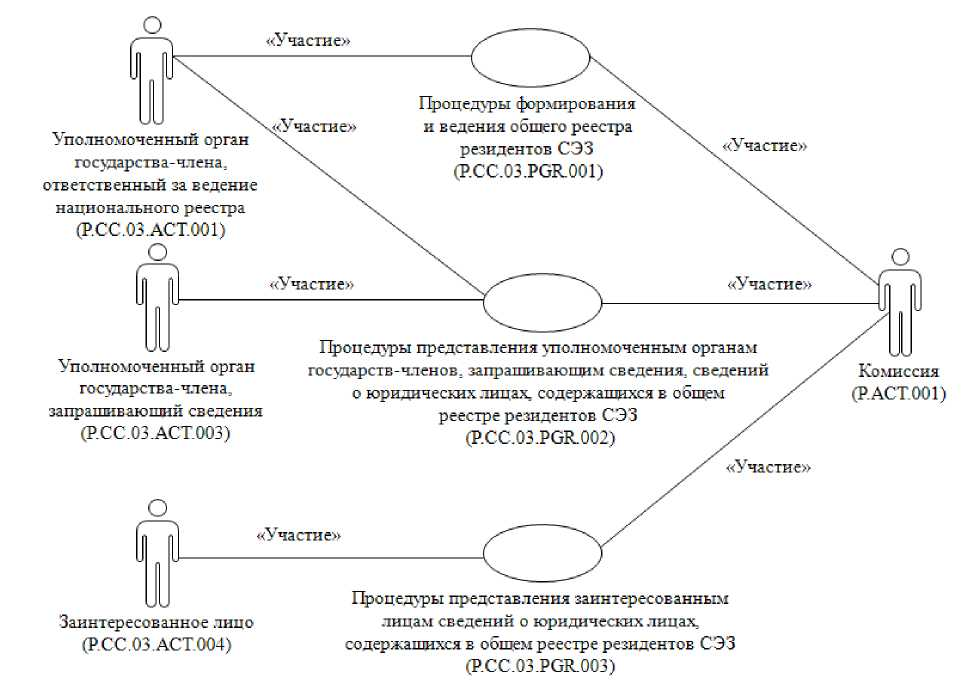 «Участие»
Процедуры формирования
и ведения общего реестра
резидентов СЭЗ
(P.CC.03.PGR.001)
«Участие»
«Участие»
Уполномоченный орган
государства-члена,
ответственный за ведение
национального реестра
(P.CC.03.ACT.001)
«Участие»
«Участие»
Процедуры представления уполномоченным органам
государств-членов, запрашивающим сведения, сведений
о юридических лицах, содержащихся в общем
реестре резидентов СЭЗ
(P.CC.03.PGR.002)
Уполномоченный орган
государства-члена,
запрашивающий сведения
(P.CC.03.ACT.003)
Комиссия
(P.ACT.001)
«Участие»
«Участие»
Процедуры представления заинтересованным
лицам сведений о юридических лицах,
содержащихся в общем реестре резидентов СЭЗ
(P.CC.03.PGR.003)
Заинтересованное лицо
(P.CC.03.ACT.004)